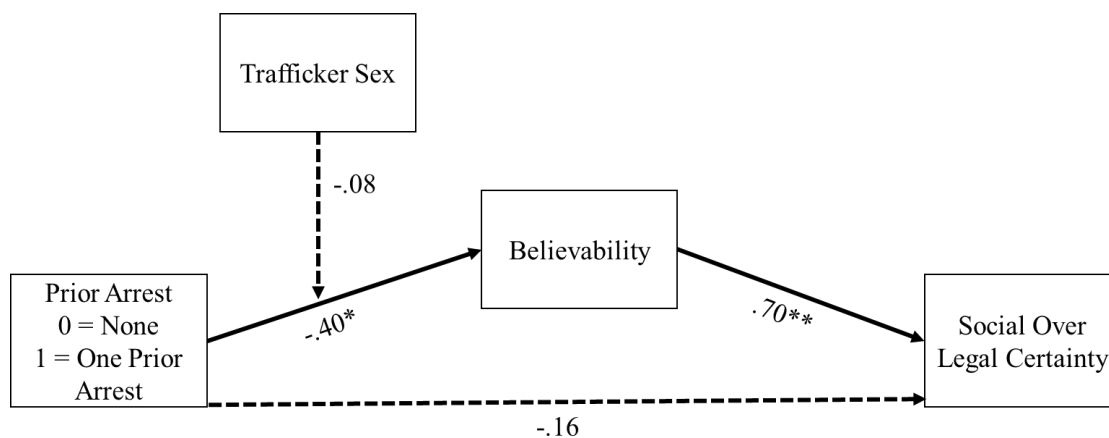 Trafficker Sex
-.08
Believability
Prior Arrest
0 = None
1 = One Prior
Arrest
-.40*
.70**
Social Over
Legal Certainty
-.16